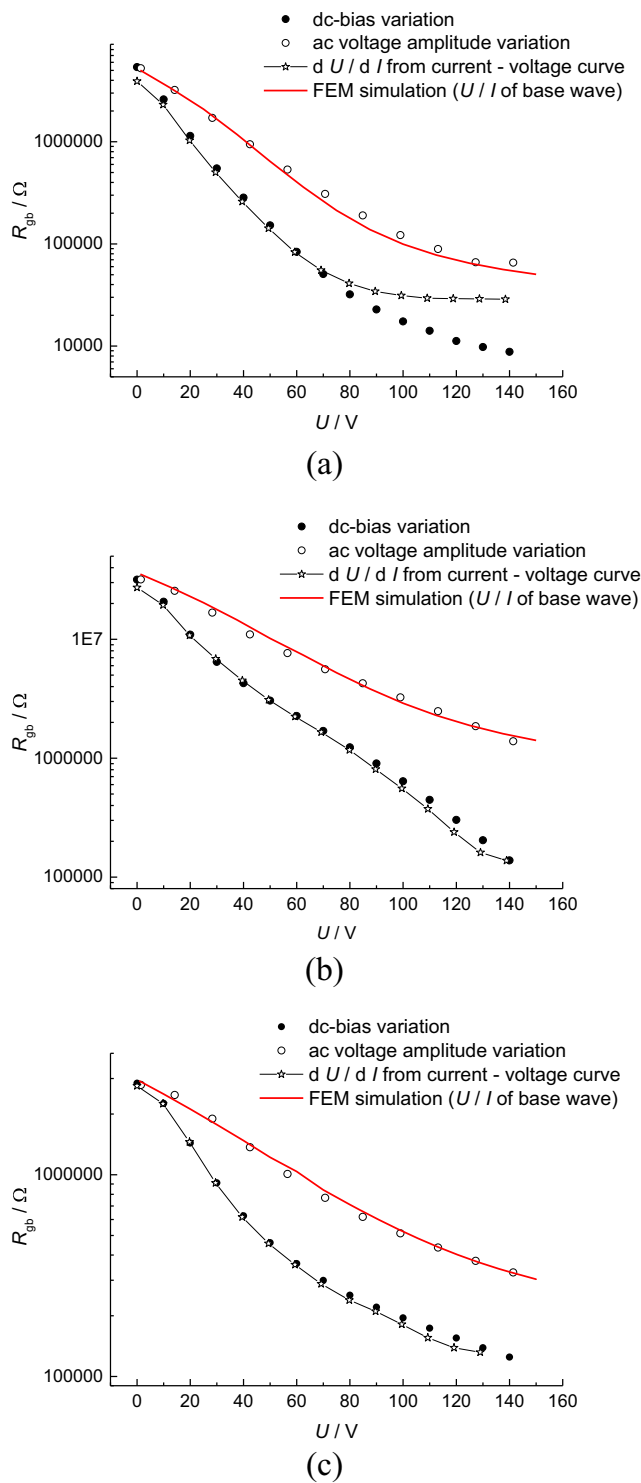 dc-bias variation
ac voltage amplitude variation
d U / d I from current - voltage curve
FEM simulation (U / I of base wave)
1000000
100000
10000
R_gb / Ω
0 20 40 60 80 100 120 140 160
U / V
(a)
dc-bias variation
ac voltage amplitude variation
d U / d I from current - voltage curve
FEM simulation (U / I of base wave)
1E7
1000000
100000
R_gb / Ω
0 20 40 60 80 100 120 140 160
U / V
(b)
dc-bias variation
ac voltage amplitude variation
d U / d I from current - voltage curve
FEM simulation (U / I of base wave)
1000000
100000
R_gb / Ω
0 20 40 60 80 100 120 140 160
U / V
(c)